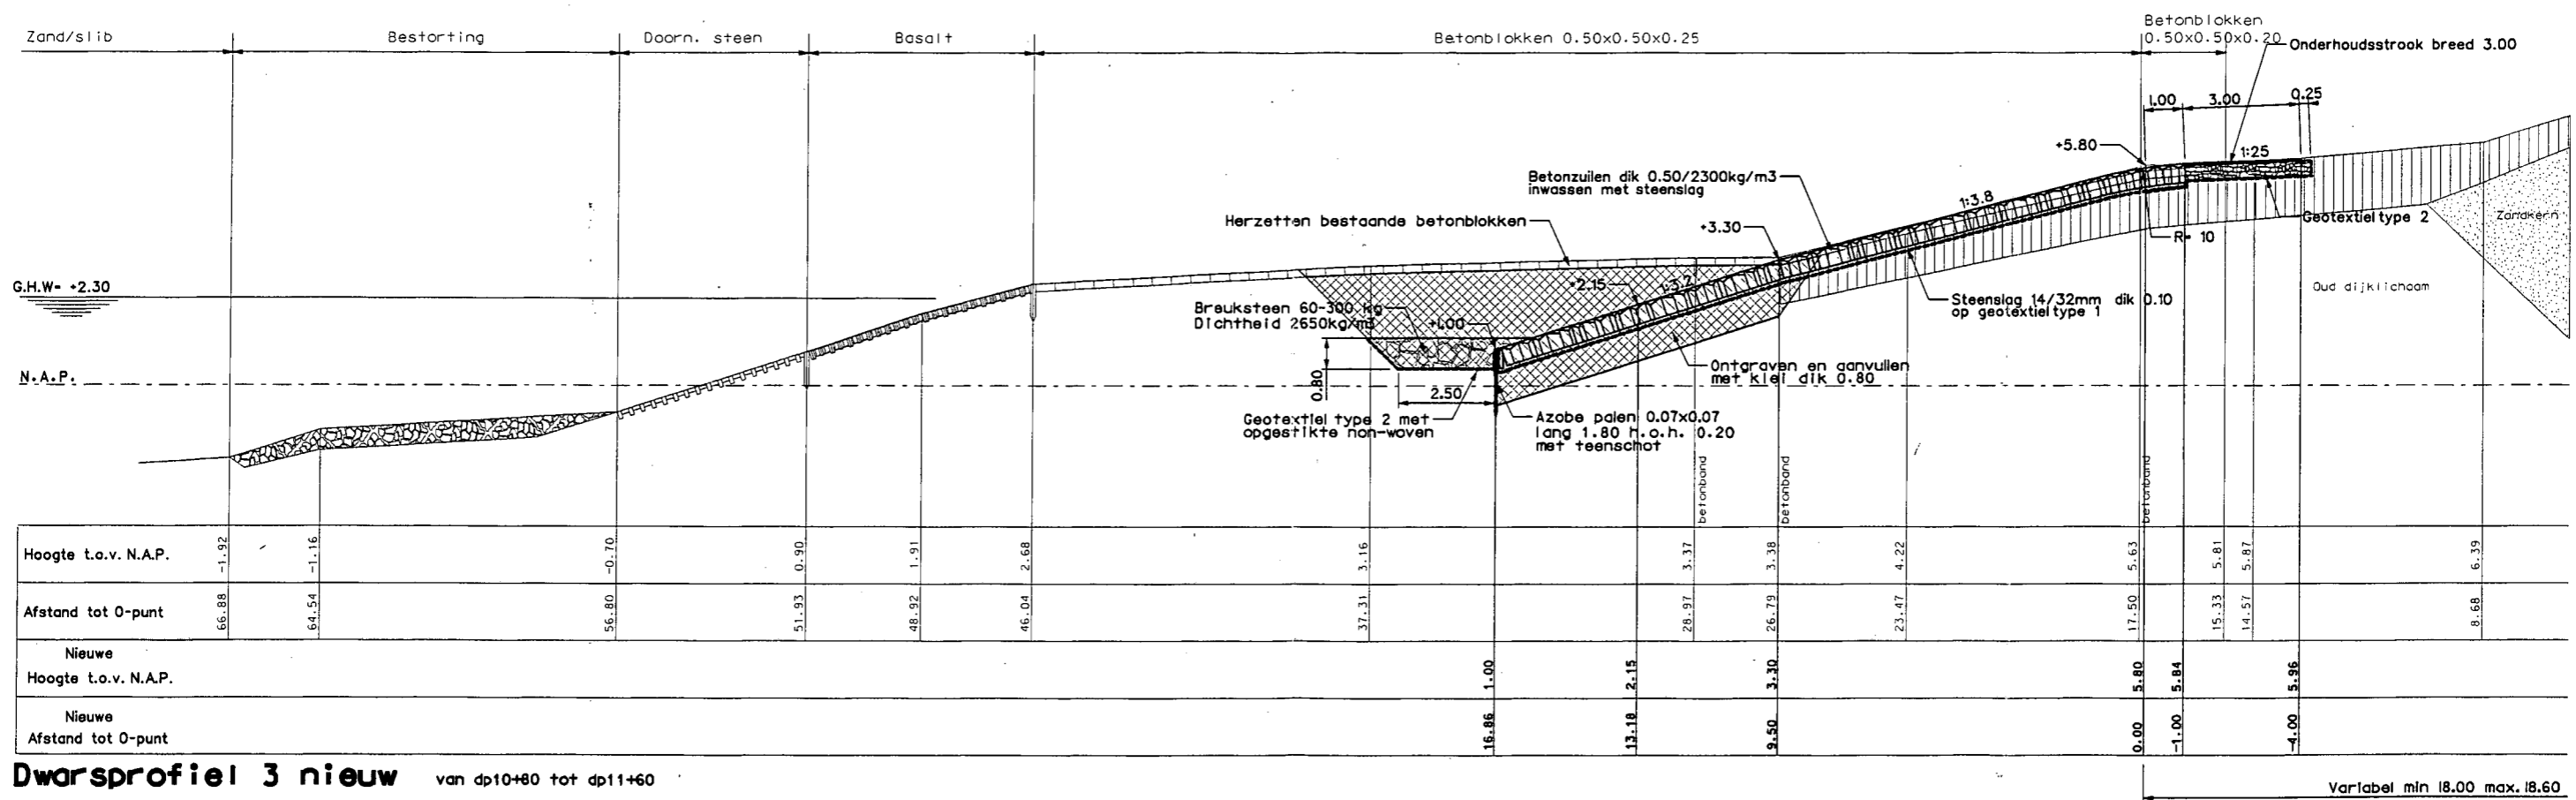 Zand/slib
Bestorting
Doorn. steen
Basalt
Betonblokken 0.50x0.50x0.25
Betonblokken
0.50x0.50x0.20
Onderhoudsstrook breed 3.00
1.00
3.00
0.25
+5.80
1:25
Betonzuilen dik 0.50/2300kg/m3
inwassen met steenslag
1:3.8
Herzetten bestaande betonblokken
+3.30
Geotextiel type 2
Zandkern
R= 10
G.H.W= +2.30
+2.15
1:3.2
Oud dijklichaam
Breuksteen 60-300 kg
Dichtheid 2650kg/m3
+1.00
Steenslag 14/32mm dik 0.10
op geotextiel type 1
N.A.P.
0.80
2.50
Ontgraven en aanvullen
met klei dik 0.80
Geotextiel type 2 met
opgestikte non-woven
Azobe palen 0.07x0.07
lang 1.80 h.o.h. 0.20
met teenschot
betonband
betonband
betonband
Hoogte t.o.v. N.A.P.
-1.92
-1.16
-0.70
0.90
1.91
2.68
3.16
3.37
3.38
4.22
5.63
5.81
5.87
6.39
Afstand tot 0-punt
66.88
64.54
56.80
51.93
48.92
46.04
37.31
28.97
26.79
23.47
17.50
15.33
14.57
8.68
Nieuwe
Hoogte t.o.v. N.A.P.
1.00
2.15
3.30
5.80
5.84
5.96
Nieuwe
Afstand tot 0-punt
16.86
13.18
9.50
0.00
-1.00
-4.00
Dwarsprofiel 3 nieuw van dp10+80 tot dp11+60
Variabel min 18.00 max. 18.60